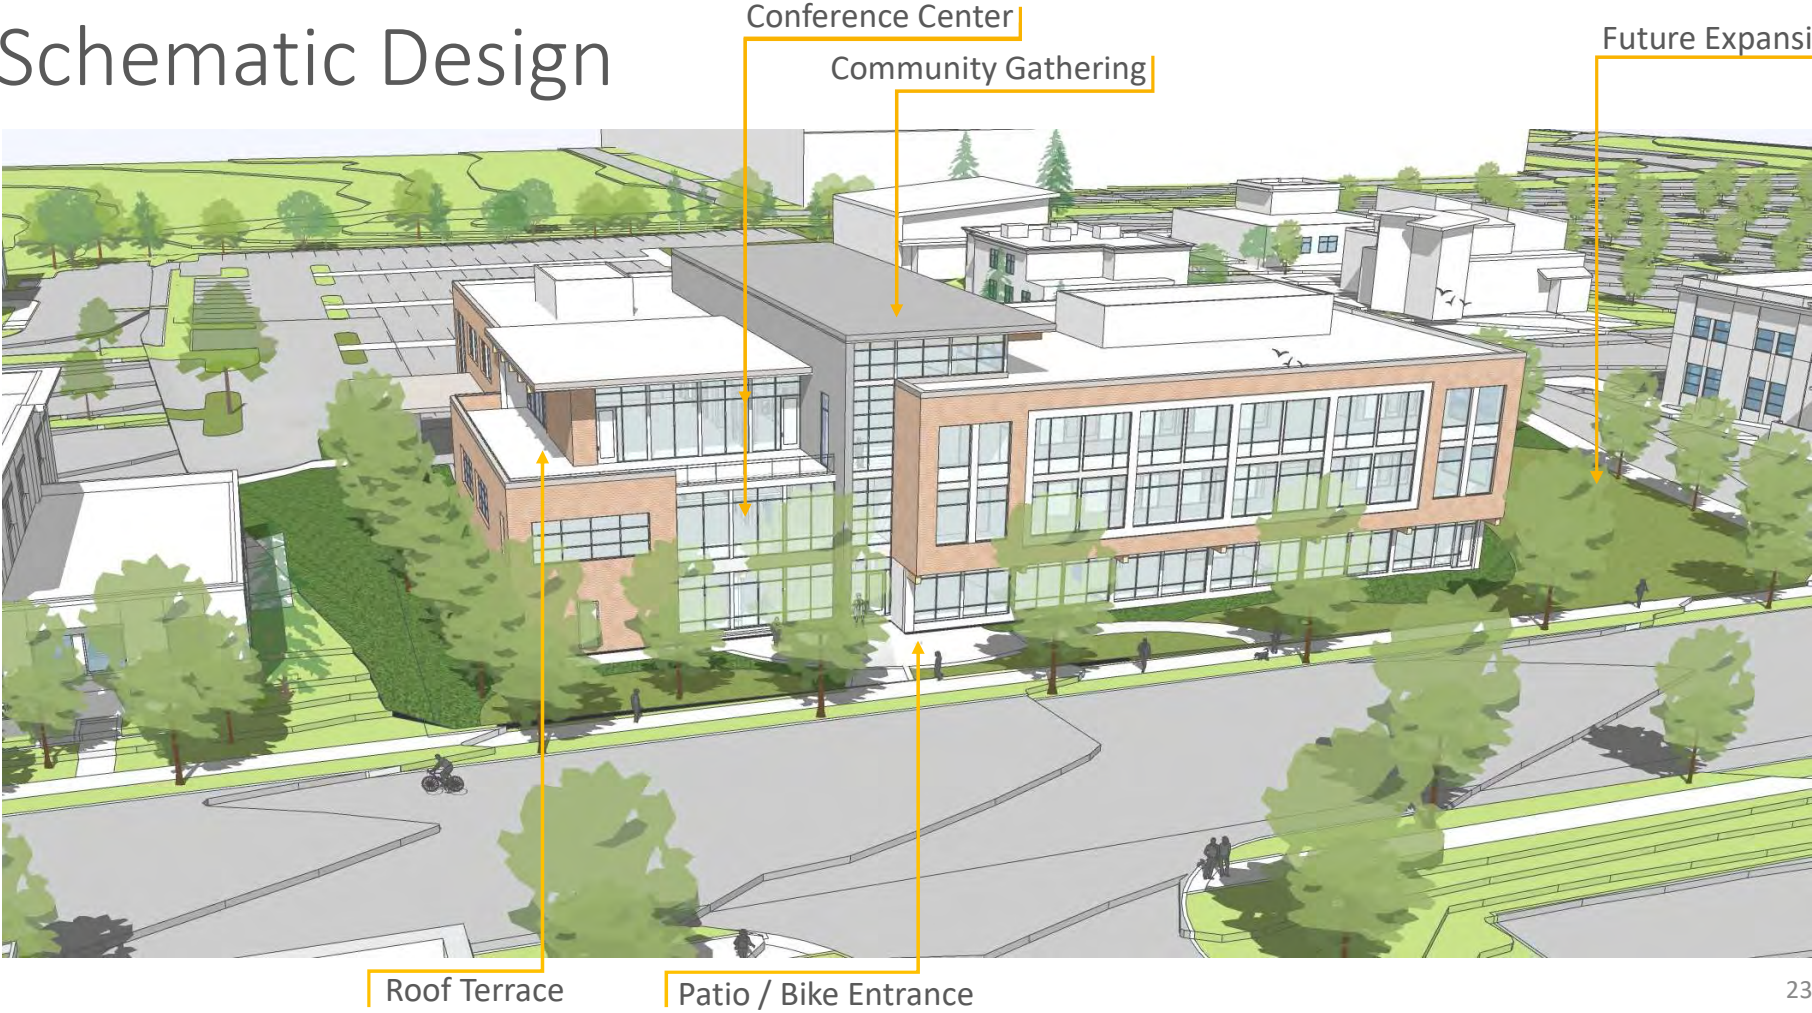 Schematic Design
Conference Center
Community Gathering
Future Expansi
Roof Terrace
Patio / Bike Entrance
23